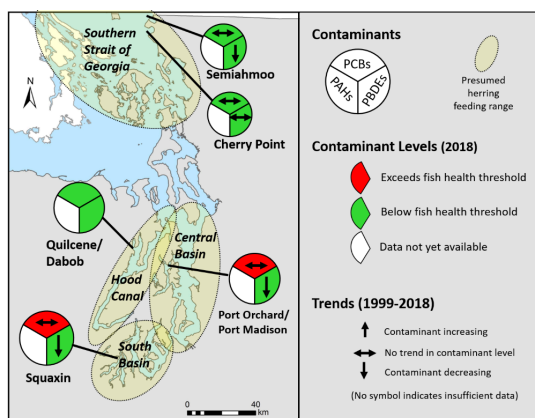 Southern
Strait of
Georgia
N
Semiahmoo
Cherry Point
Quilcene/
Dabob
Central
Basin
Hood
Canal
Port Orchard/
Port Madison
South
Basin
Squaxin
0 20 40
km
Contaminants
PCBs
PAHs
PBDEs
Presumed
herring
feeding range
Contaminant Levels (2018)
Exceeds fish health threshold
Below fish health threshold
Data not yet available
Trends (1999-2018)
Contaminant increasing
No trend in contaminant level
Contaminant decreasing
(No symbol indicates insufficient data)